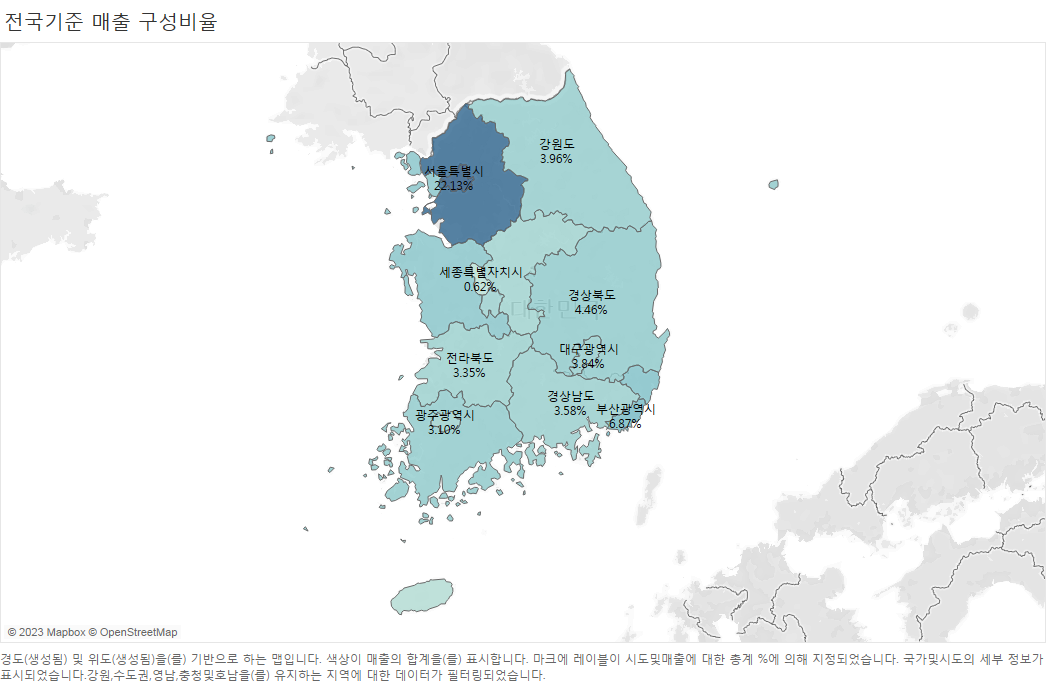 전국기준 매출 구성비율
강원도
3.96%
서울특별시
22.13%
세종특별자치시
0.62%
대한민국
경상북도
4.46%
대구광역시
3.84%
전라북도
3.35%
경상남도
3.58%
부산광역시
6.87%
광주광역시
3.10%
© 2023 Mapbox © OpenStreetMap
경도(생성됨) 및 위도(생성됨)을(를) 기반으로 하는 맵입니다. 색상이 매출의 합계을(를) 표시합니다. 마크에 레이블이 시도및매출에 대한 총계 %에 의해 지정되었습니다. 국가및시도의 세부 정보가
표시되었습니다.강원,수도권,영남,충청및호남을(를) 유지하는 지역에 대한 데이터가 필터링되었습니다.